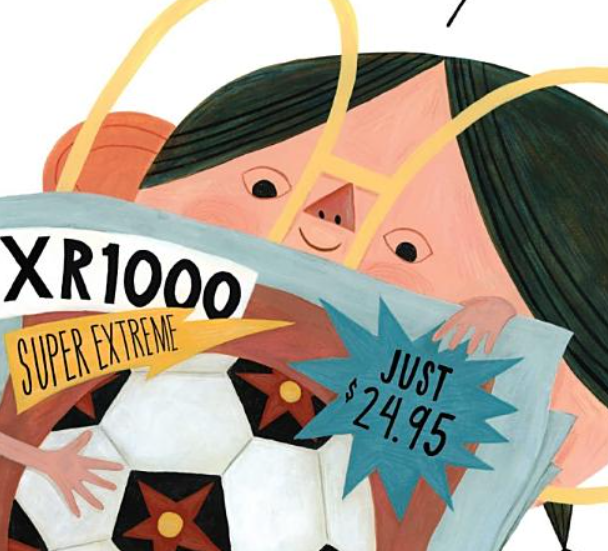 XR1000
SUPER EXTREME
JUST
$24.95